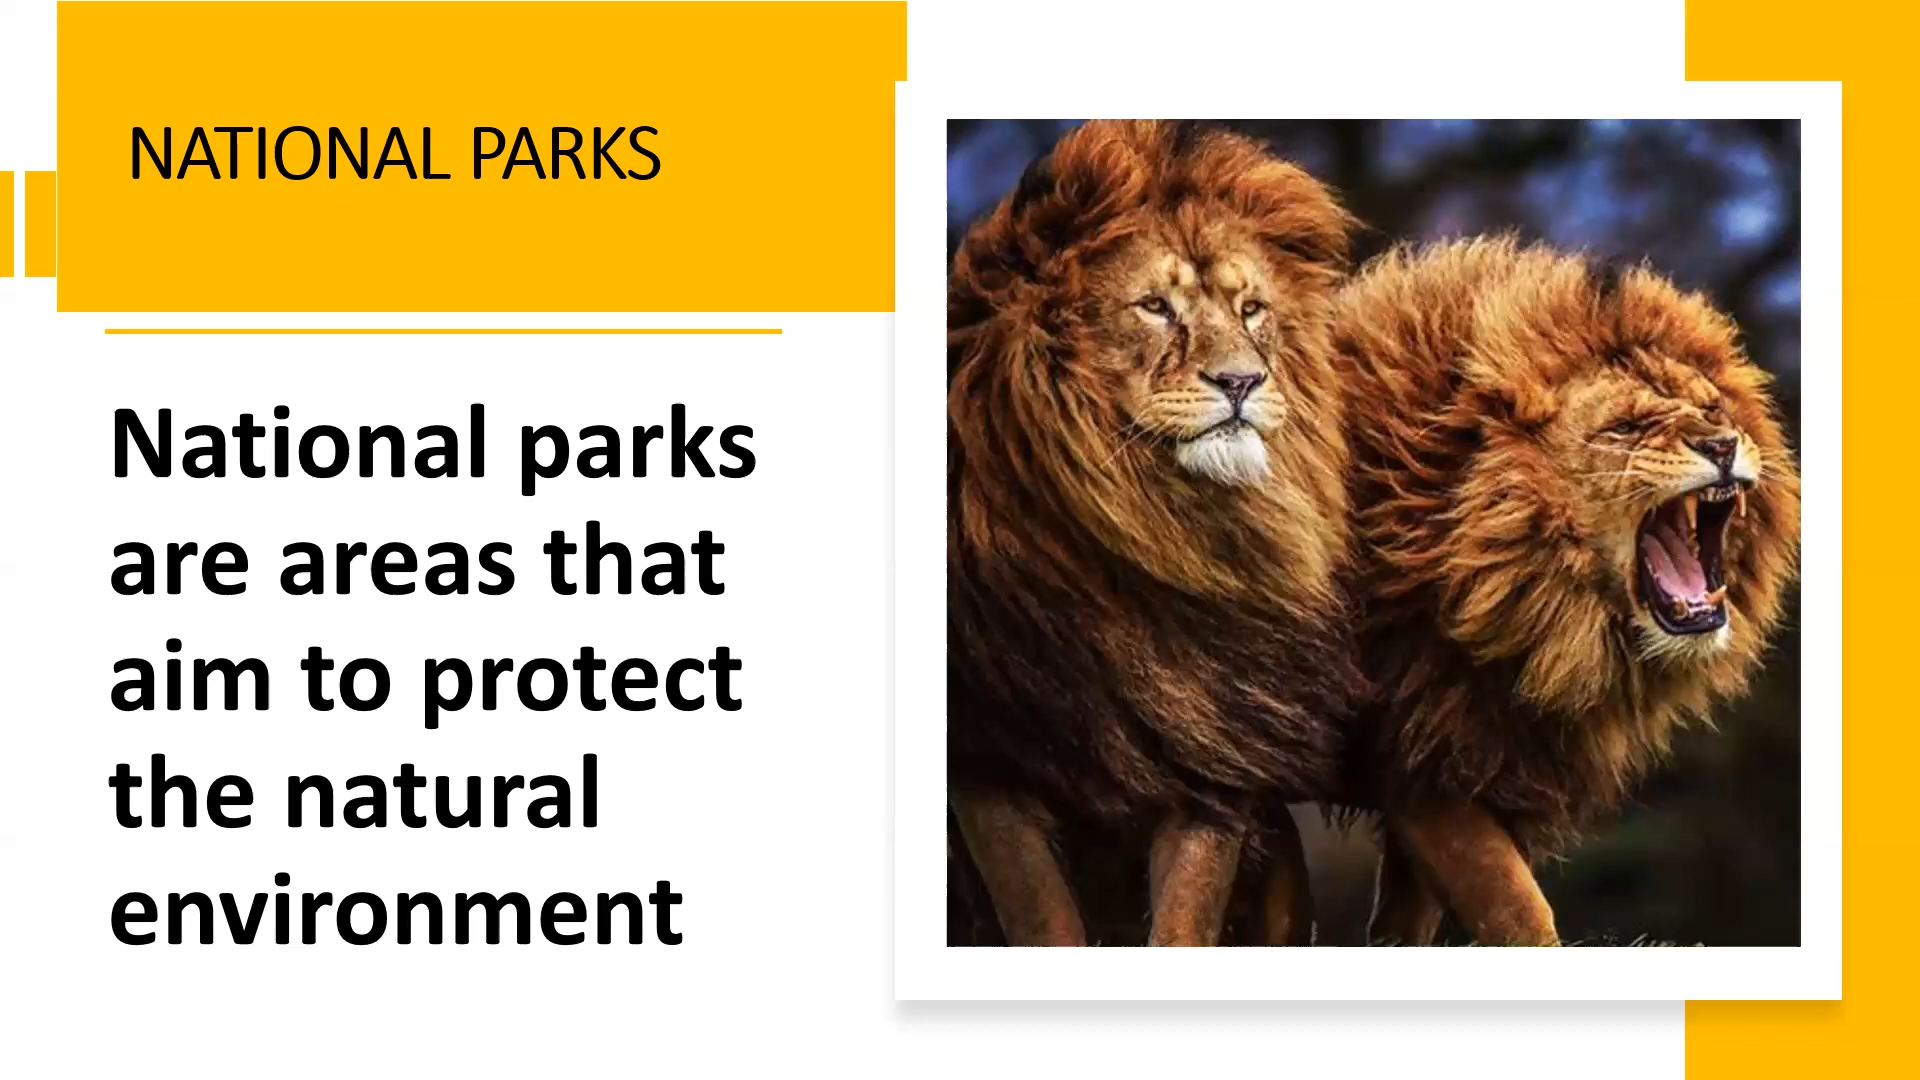 NATIONAL PARKS
National parks
are areas that
aim to protect
the natural
environment